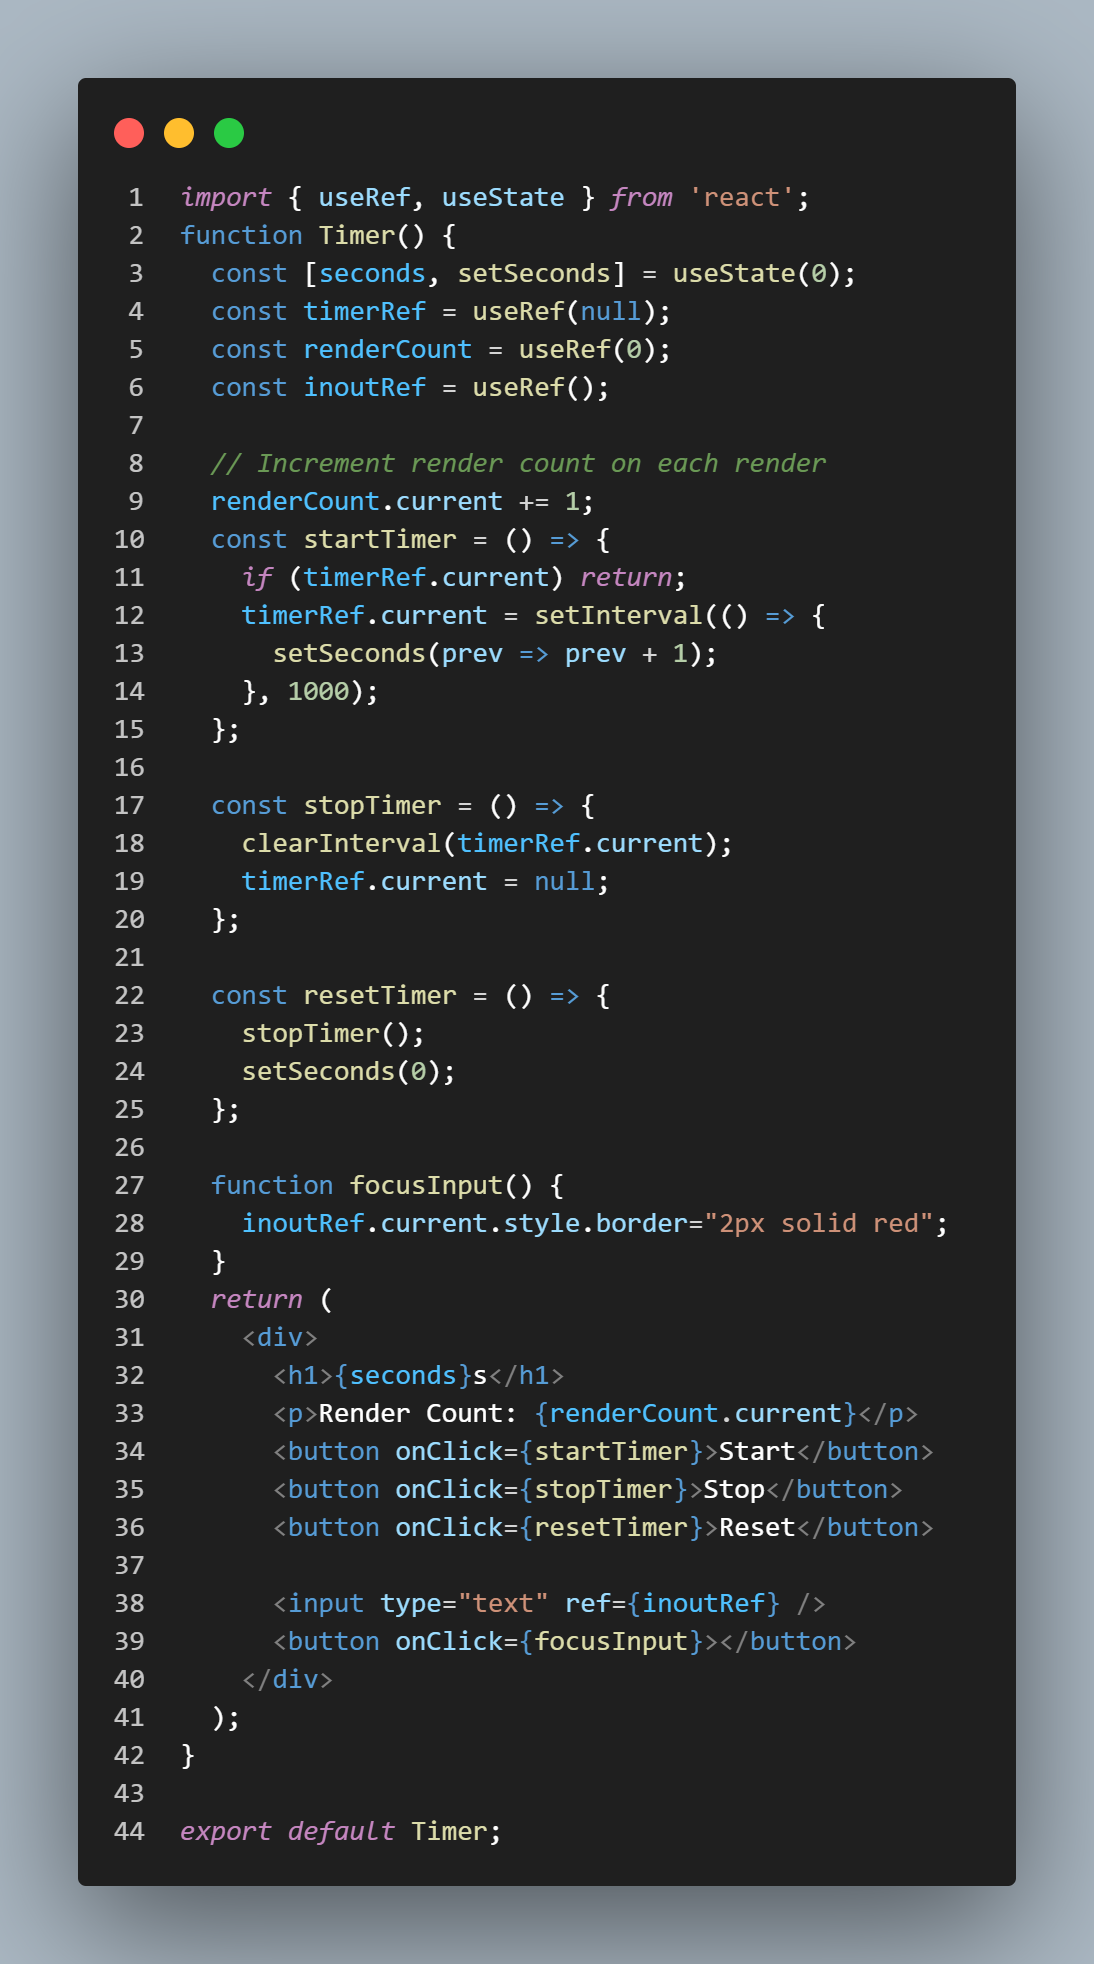 1 import { useRef, useState } from 'react';
2 function Timer() {
3   const [seconds, setSeconds] = useState(0);
4   const timerRef = useRef(null);
5   const renderCount = useRef(0);
6   const inoutRef = useRef();
7
8   // Increment render count on each render
9   renderCount.current += 1;
10   const startTimer = () => {
11     if (timerRef.current) return;
12     timerRef.current = setInterval(() => {
13       setSeconds(prev => prev + 1);
14     }, 1000);
15   };
16
17   const stopTimer = () => {
18     clearInterval(timerRef.current);
19     timerRef.current = null;
20   };
21
22   const resetTimer = () => {
23     stopTimer();
24     setSeconds(0);
25   };
26
27   function focusInput() {
28     inoutRef.current.style.border="2px solid red";
29   }
30   return (
31     <div>
32       <h1>{seconds}s</h1>
33       <p>Render Count: {renderCount.current}</p>
34       <button onClick={startTimer}>Start</button>
35       <button onClick={stopTimer}>Stop</button>
36       <button onClick={resetTimer}>Reset</button>
37
38       <input type="text" ref={inoutRef} />
39       <button onClick={focusInput}></button>
40     </div>
41   );
42 }
43
44 export default Timer;